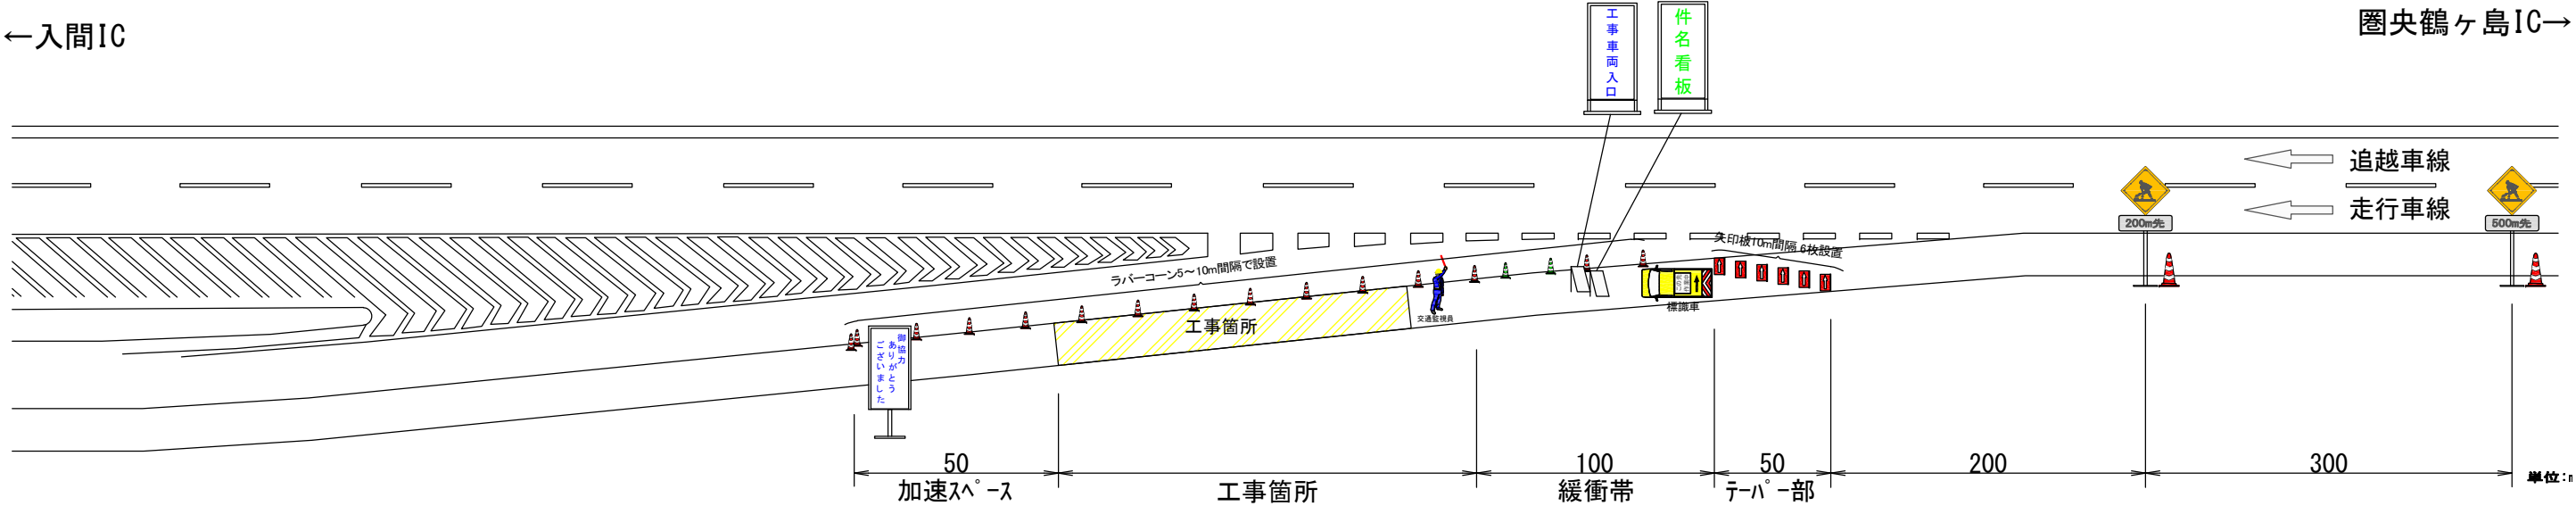 ←入間IC
圏央鶴ヶ島IC→
工事車両入口
件名看板
追越車線
走行車線
200m先
500m先
矢印板10m間隔 6枚設置
ラバーコーン5～10m間隔で設置
工事箇所
交通監視員
標識車
御協力
ありがとう
ございました
50
100
50
200
300
加速スペース
工事箇所
緩衝帯
テーパー部
単位:m